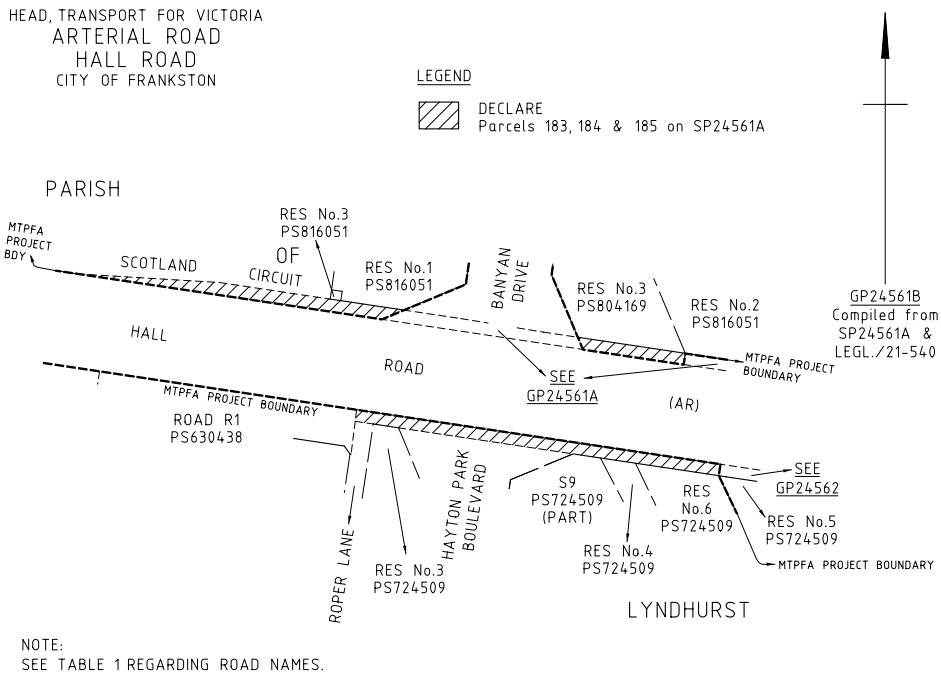 HEAD, TRANSPORT FOR VICTORIA
ARTERIAL ROAD
HALL ROAD
CITY OF FRANKSTON
LEGEND
DECLARE
Parcels 183, 184 & 185 on SP24561A
PARISH
OF
LYNDHURST
MTPFA
PROJECT
BDY
SCOTLAND
CIRCUIT
RES No.3
PS816051
RES No.1
PS816051
BANYAN
DRIVE
RES No.3
PS804169
RES No.2
PS816051
GP24561B
Compiled from
SP24561A &
LEGL./21-540
HALL
ROAD
SEE
GP24561A
MTPFA PROJECT
BOUNDARY
(AR)
MTPFA PROJECT BOUNDARY
ROAD R1
PS630438
ROPER LANE
RES No.3
PS724509
HAYTON PARK
BOULEVARD
S9
PS724509
(PART)
RES No.4
PS724509
RES
No.6
PS724509
SEE
GP24562
RES No.5
PS724509
MTPFA PROJECT BOUNDARY
NOTE:
SEE TABLE 1 REGARDING ROAD NAMES.